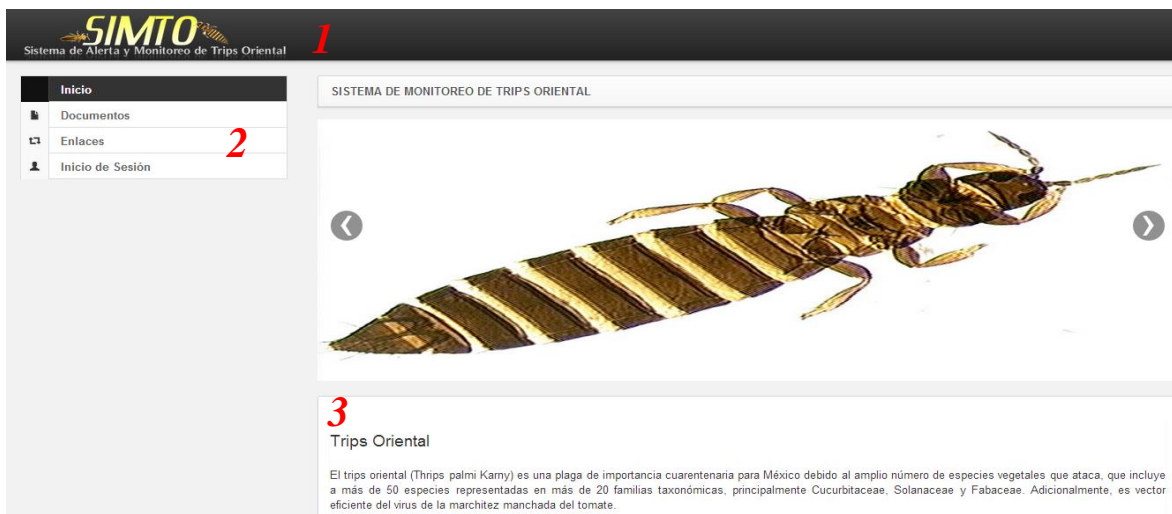 SIMTO
Sistema de Alerta y Monitoreo de Trips Oriental
1
Inicio
Documentos
Enlaces
Inicio de Sesión
2
SISTEMA DE MONITOREO DE TRIPS ORIENTAL
3
Trips Oriental
El trips oriental (Thrips palmi Karny) es una plaga de importancia cuarentenaria para México debido al amplio número de especies vegetales que ataca, que incluye
a más de 50 especies representadas en más de 20 familias taxonómicas, principalmente Cucurbitaceae, Solanaceae y Fabaceae. Adicionalmente, es vector
eficiente del virus de la marchitez manchada del tomate.